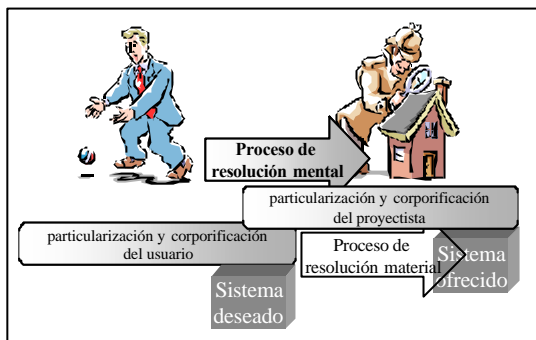 Proceso de
resolución mental
particularización y corporificación
del proyectista
particularización y corporificación
del usuario
Proceso de
resolución material
Sistema
ofrecido
Sistema
deseado